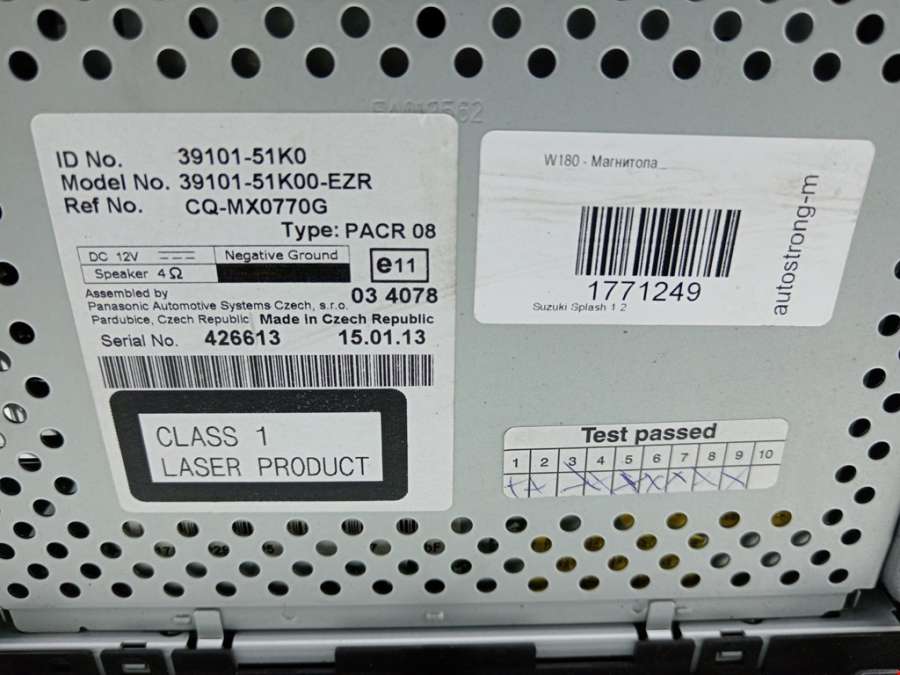 ID No. 39101-51K0
Model No. 39101-51K00-EZR
Ref No. CQ-MX0770G
Type: PACR 08
DC 12V
Negative Ground
Speaker 4Ω
e11
03 4078
Assembled by
Panasonic Automotive Systems Czech, s.r.o.
Pardubice, Czech Republic Made in Czech Republic
Serial No. 426613 15.01.13
CLASS 1
LASER PRODUCT
W180 - Магнитола
1771249
Suzuki Splash 1 2
autostrong-m
Test passed
1 2 3 4 5 6 7 8 9 10